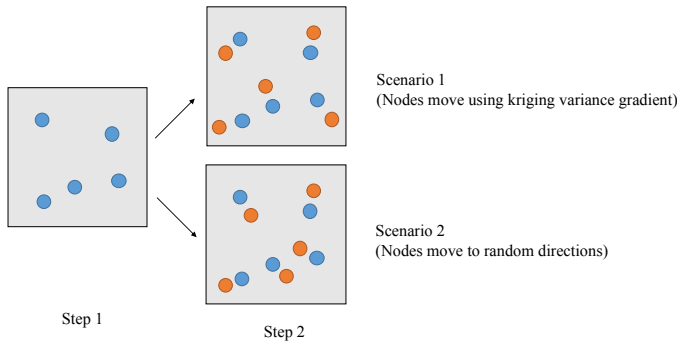 Scenario 1
(Nodes move using kriging variance gradient)
Scenario 2
(Nodes move to random directions)
Step 1
Step 2